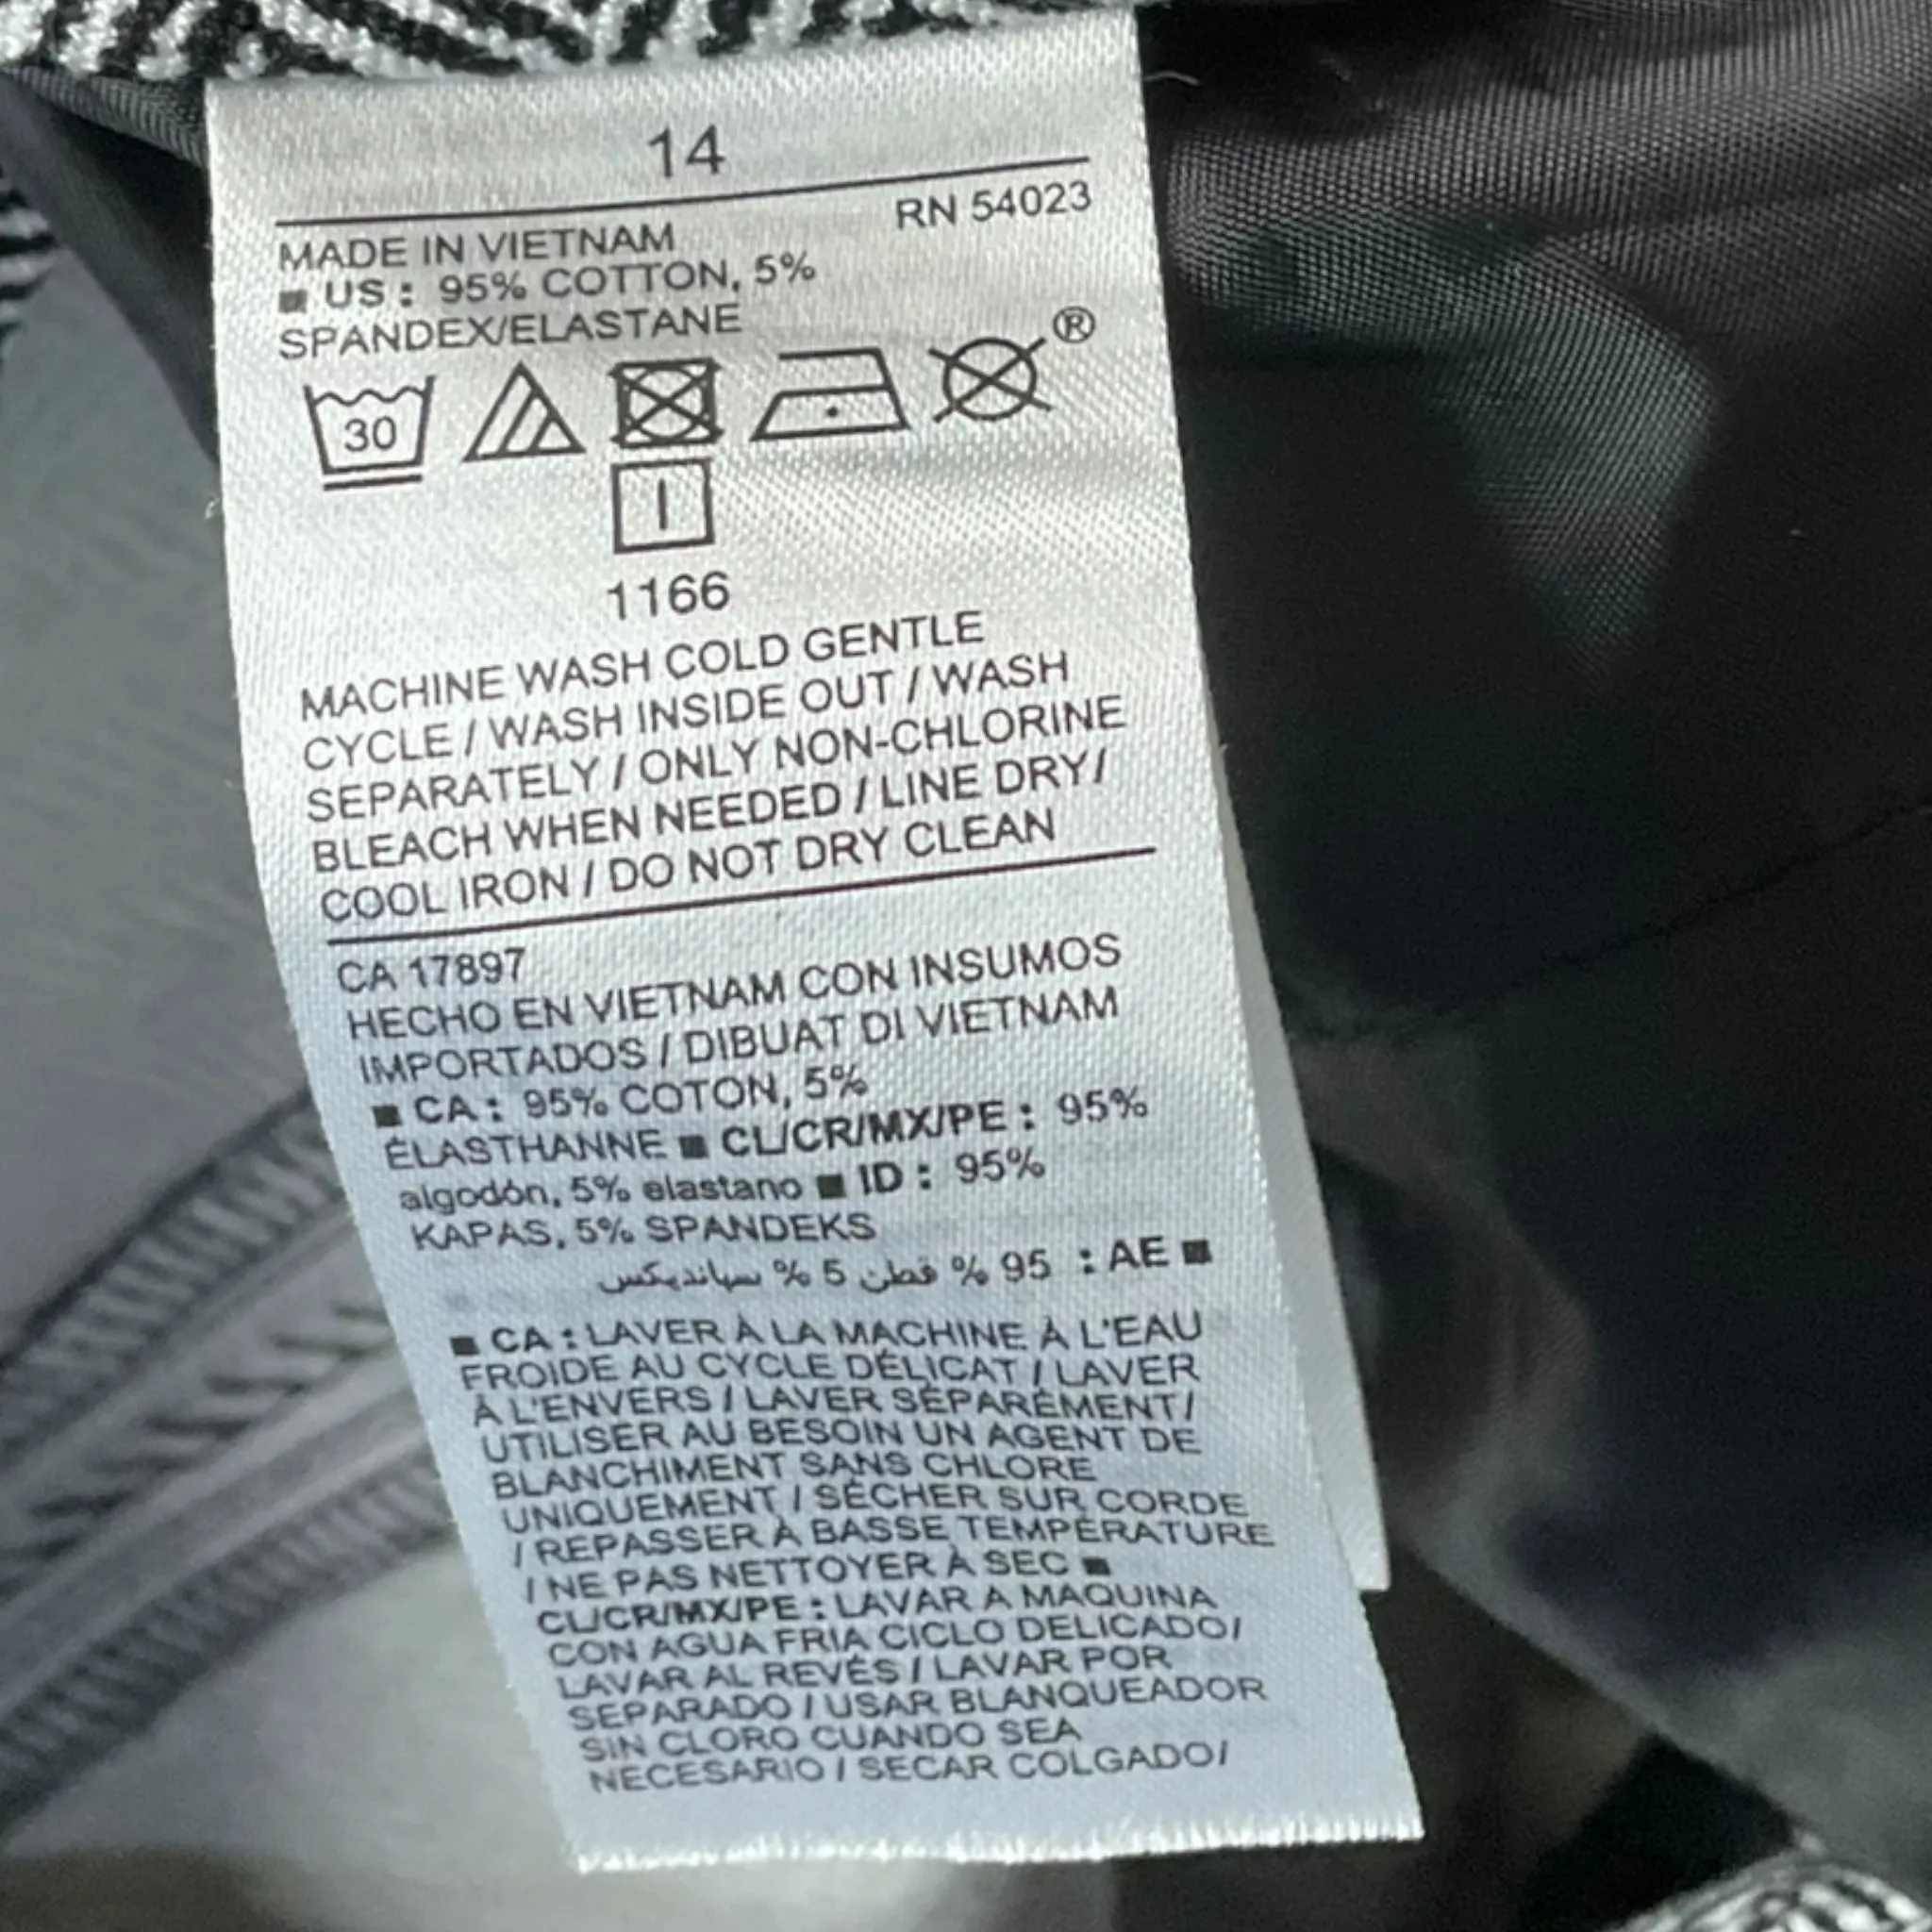 14
RN 54023
MADE IN VIETNAM
■ US : 95% COTTON, 5%
SPANDEX/ELASTANE
®
30
1166
MACHINE WASH COLD GENTLE
CYCLE / WASH INSIDE OUT / WASH
SEPARATELY / ONLY NON-CHLORINE
BLEACH WHEN NEEDED / LINE DRY /
COOL IRON / DO NOT DRY CLEAN
CA 17897
HECHO EN VIETNAM CON INSUMOS
IMPORTADOS / DIBUAT DI VIETNAM
■ CA : 95% COTON, 5%
ÉLASTHANNE ■ CL/CR/MX/PE : 95%
algodón, 5% elastano ■ ID : 95%
KAPAS, 5% SPANDEKS
■ AE : 95 % قطن 5 % سباندیکس
■ CA : LAVER À LA MACHINE À L'EAU
FROIDE AU CYCLE DÉLICAT / LAVER
À L'ENVERS / LAVER SÉPARÉMENT /
UTILISER AU BESOIN UN AGENT DE
BLANCHIMENT SANS CHLORE
UNIQUEMENT / SÉCHER SUR CORDE
/ REPASSER À BASSE TEMPÉRATURE
/ NE PAS NETTOYER À SEC ■
CL/CR/MX/PE : LAVAR A MAQUINA
CON AGUA FRIA CICLO DELICADO /
LAVAR AL REVÉS / LAVAR POR
SEPARADO / USAR BLANQUEADOR
SIN CLORO CUANDO SEA
NECESARIO / SECAR COLGADO /